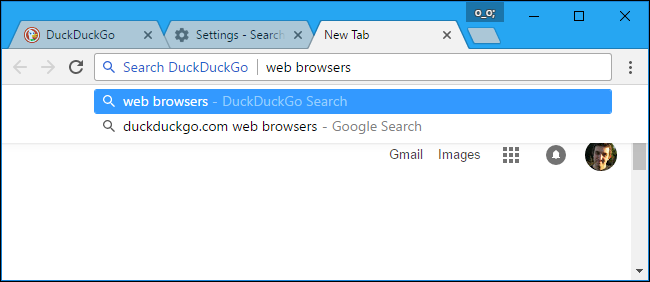 o_o;
DuckDuckGo
Settings - Search
New Tab
Search DuckDuckGo | web browsers
web browsers - DuckDuckGo Search
duckduckgo.com web browsers - Google Search
Gmail Images